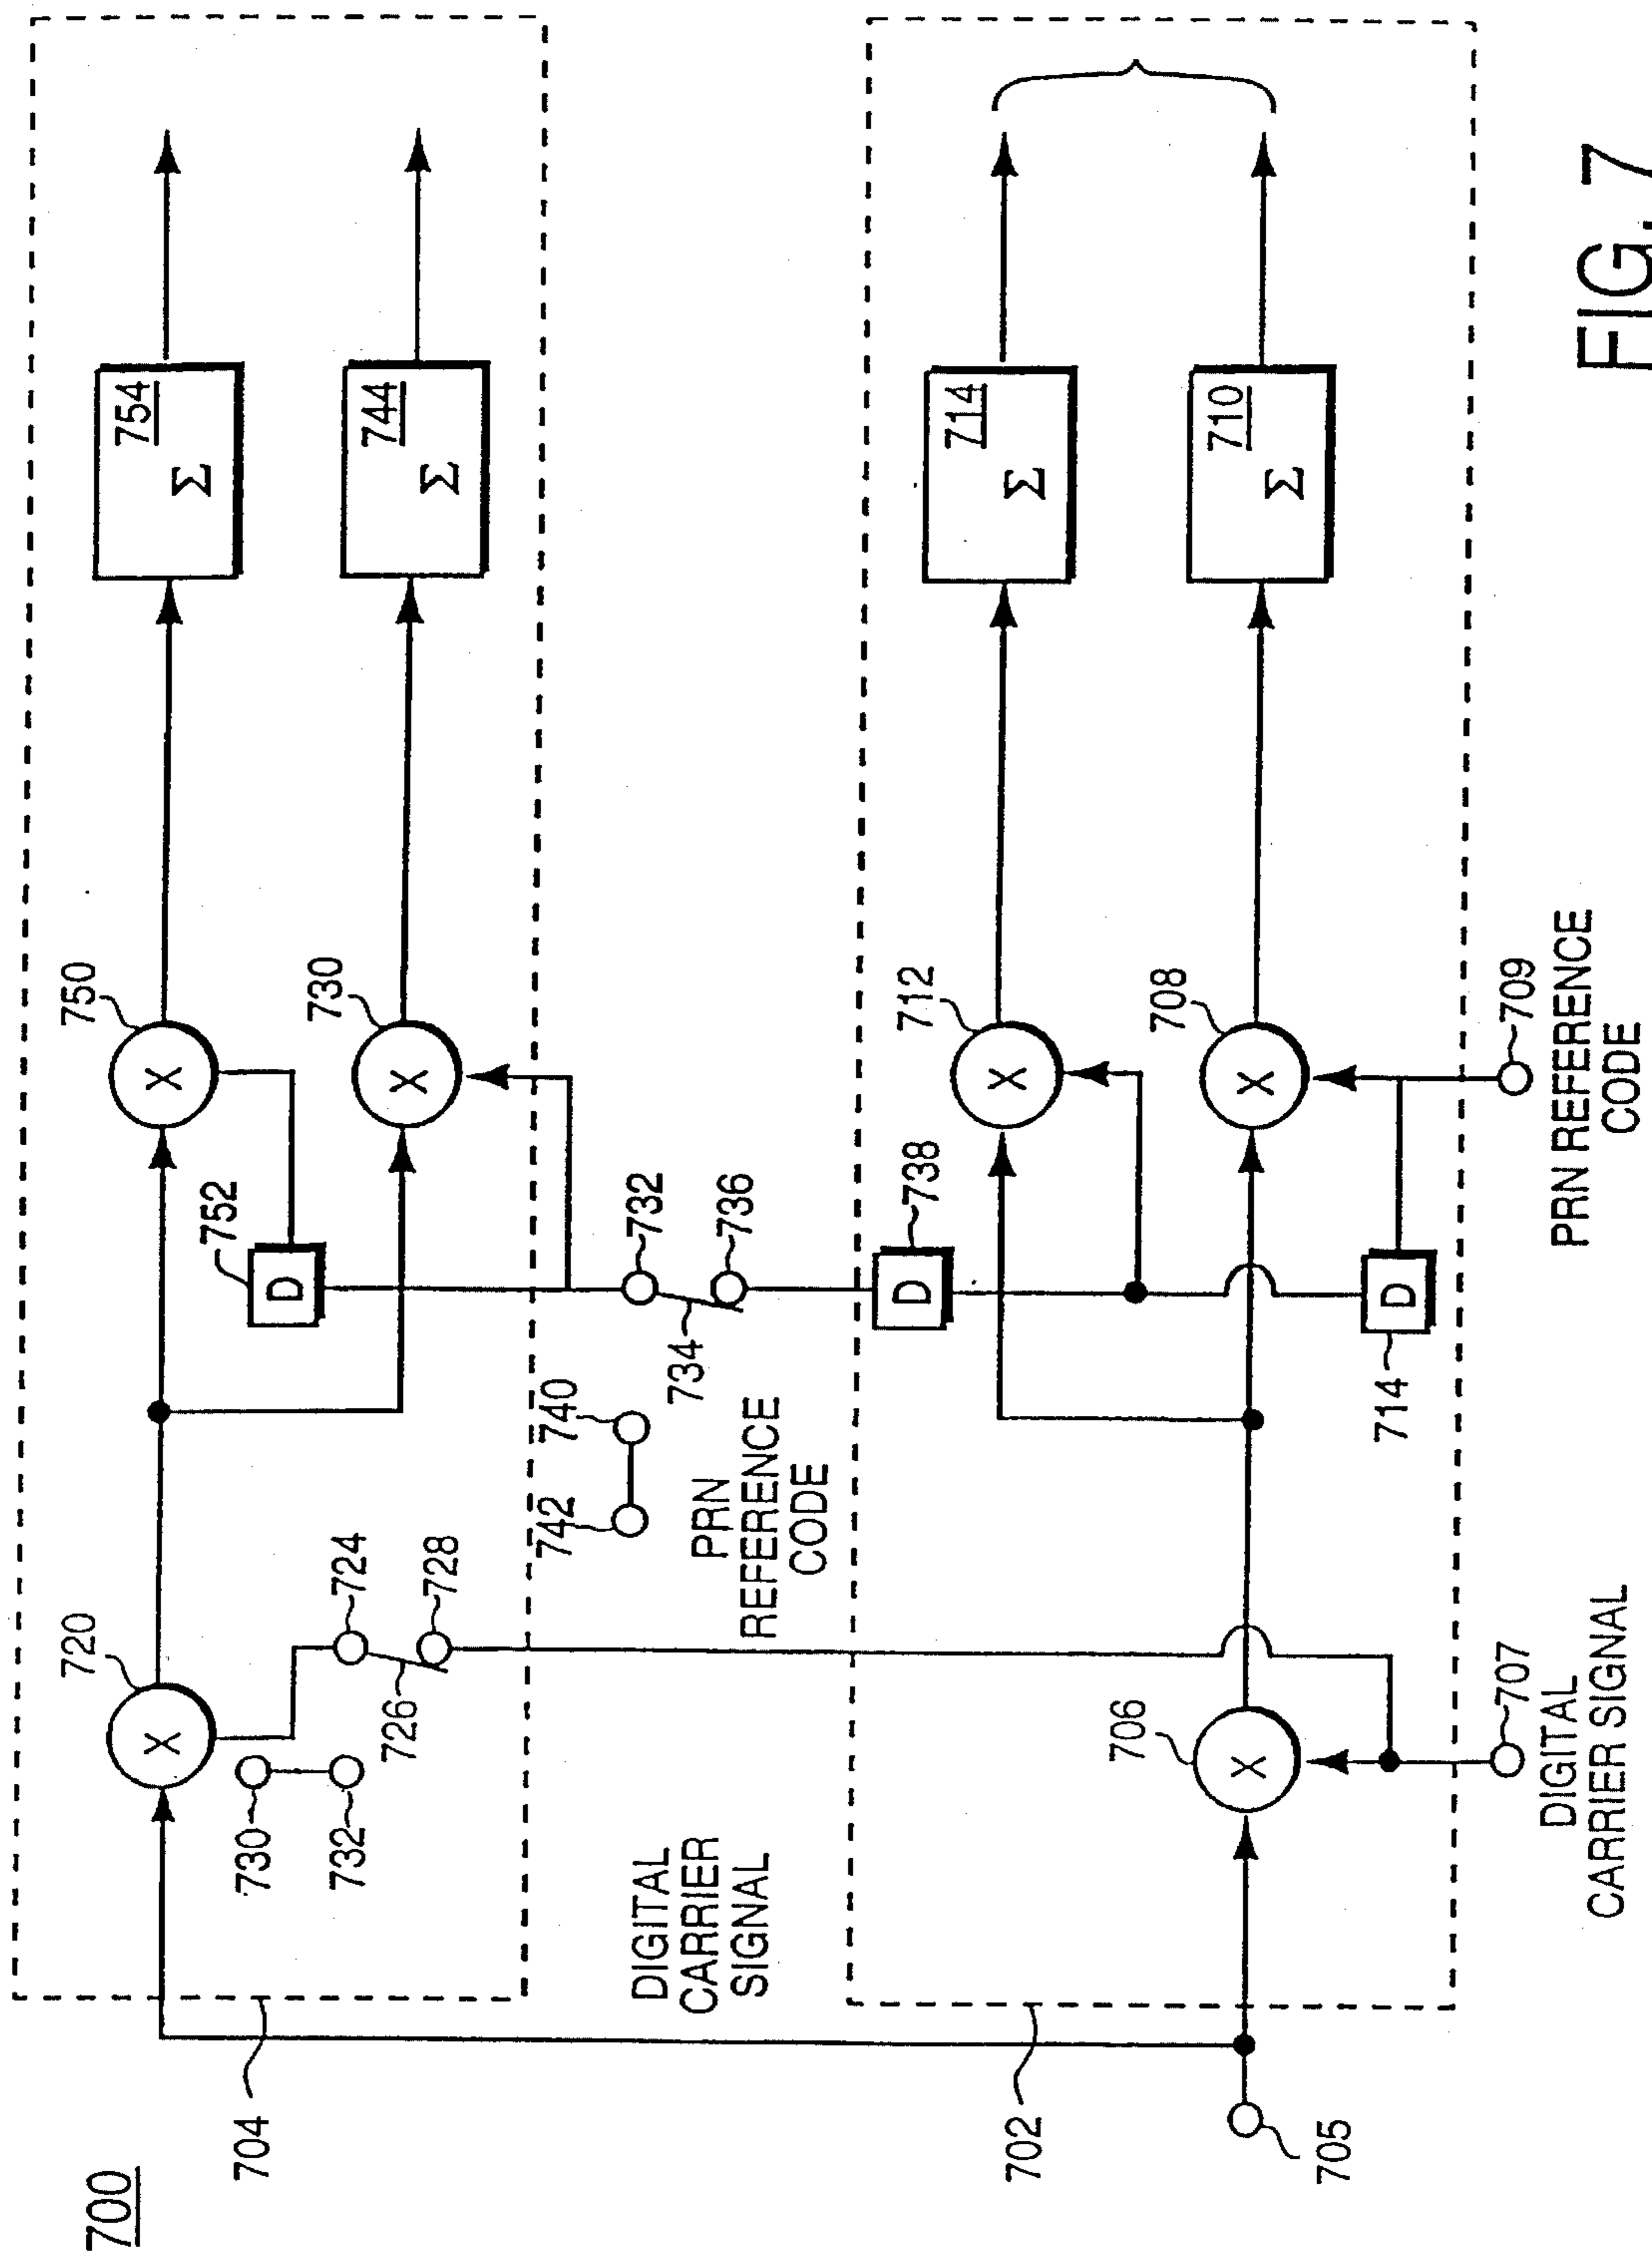 700
720
750
754
X
X
Σ
704
730
752
D
730
744
X
Σ
732
724
726
728
742
740
732
734
736
DIGITAL
CARRIER
SIGNAL
PRN
REFERENCE
CODE
738
D
712
714
X
Σ
702
706
708
710
X
X
Σ
705
714
D
707
709
DIGITAL
CARRIER SIGNAL
PRN REFERENCE
CODE
FIG. 7